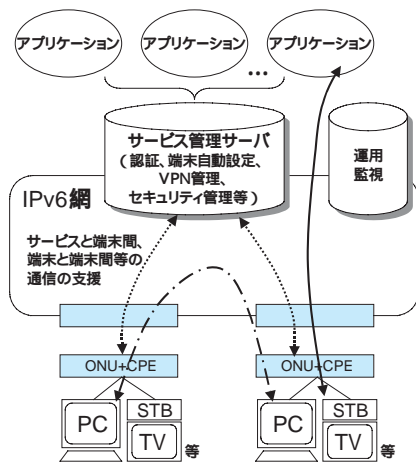 アプリケーション
アプリケーション
アプリケーション
…
サービス管理サーバ
（認証、端末自動設定、
VPN管理、
セキュリティ管理等）
運用
監視
IPv6網
サービスと端末間、
端末と端末間等の
通信の支援
ONU+CPE
ONU+CPE
PC
STB
TV
等
PC
STB
TV
等